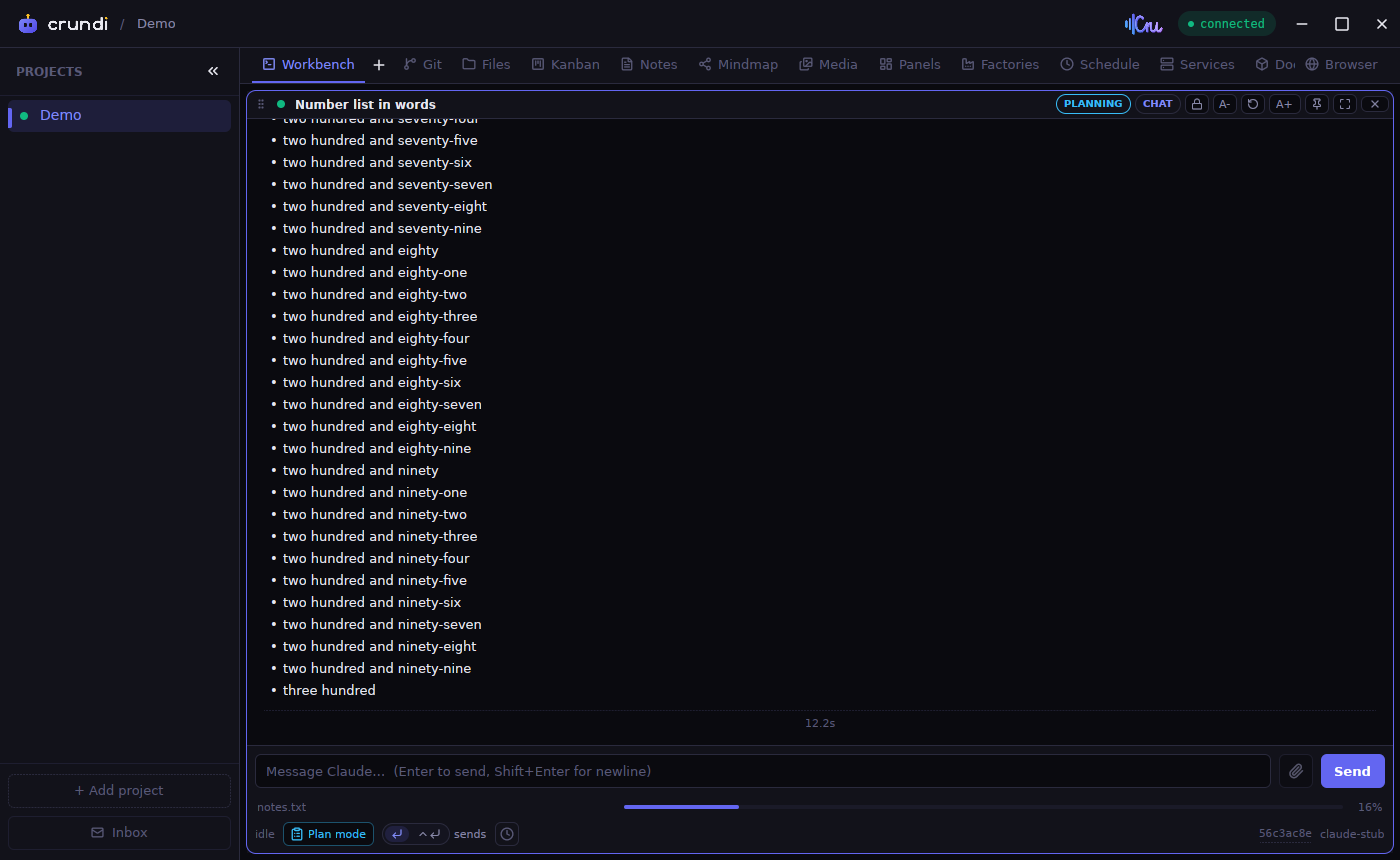 crundi / Demo
Cru
connected
PROJECTS
Demo
+ Add project
Inbox
Workbench + Git Files Kanban Notes Mindmap Media Panels Factories Schedule Services Do Browser
Number list in words PLANNING CHAT A- A+
two hundred and seventy-four
• two hundred and seventy-five
• two hundred and seventy-six
• two hundred and seventy-seven
• two hundred and seventy-eight
• two hundred and seventy-nine
• two hundred and eighty
• two hundred and eighty-one
• two hundred and eighty-two
• two hundred and eighty-three
• two hundred and eighty-four
• two hundred and eighty-five
• two hundred and eighty-six
• two hundred and eighty-seven
• two hundred and eighty-eight
• two hundred and eighty-nine
• two hundred and ninety
• two hundred and ninety-one
• two hundred and ninety-two
• two hundred and ninety-three
• two hundred and ninety-four
• two hundred and ninety-five
• two hundred and ninety-six
• two hundred and ninety-seven
• two hundred and ninety-eight
• two hundred and ninety-nine
• three hundred
12.2s
Message Claude... (Enter to send, Shift+Enter for newline)
Send
notes.txt 16%
idle Plan mode sends 56c3ac8e claude-stub